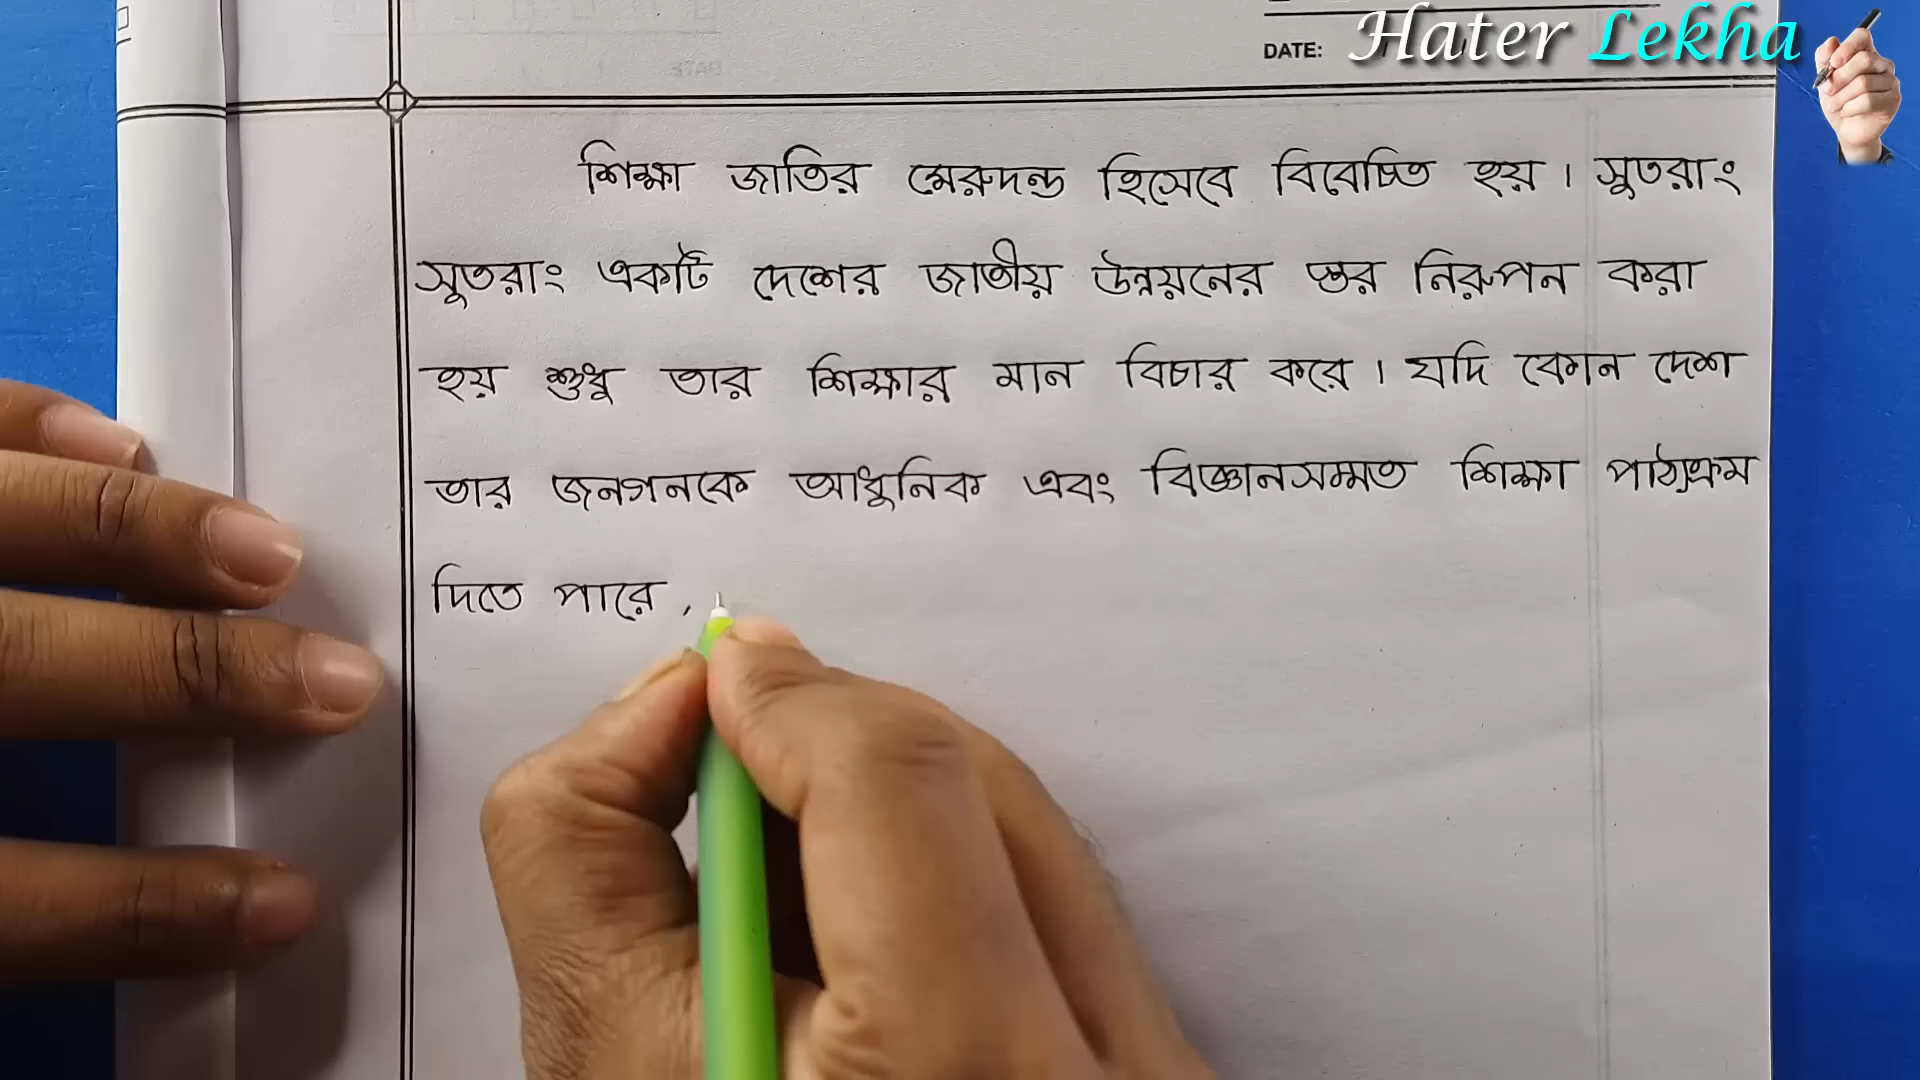 DATE:
Hater Lekha
শিক্ষা জাতির মেরুদন্ড হিসেবে বিবেচিত হয়। সুতরাং
সুতরাং একটি দেশের জাতীয় উন্নয়নের স্তর নিরুপন করা
হয় শুধু তার শিক্ষার মান বিচার করে। যদি কোন দেশ
তার জনগনকে আধুনিক এবং বিজ্ঞানসম্মত শিক্ষা পাঠ্যক্রম
দিতে পারে,